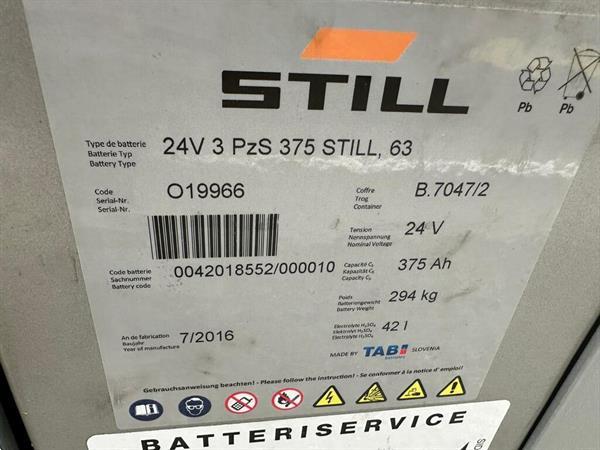 STILL
Pb Pb
Type de batterie
Batterie Typ
Battery Type
24V 3 PzS 375 STILL, 63
Code
Serial-Nr.
Serial-Nr.
O19966
Coffre
Trog
Container
B.7047/2
Tension
Nennspannung
Nominal Voltage
24 V
Code batterie
Sachnummer
Battery code
0042018552/000010
Capacité C₅
Kapazität C₅
Capacity C₅
375 Ah
Poids
Batteriegewicht
Battery Weight
294 kg
An de fabrication
Baujahr
Year of manufacture
7/2016
Electrolyte H₂SO₄
Elektrolyt H₂SO₄
Electrolyte H₂SO₄
42 l
MADE BY TAB batteries SLOVENIA
Gebrauchsanweisung beachten! - Please follow the instruction! - Se conformer à la notice d' emploi!
BATTERISERVICE